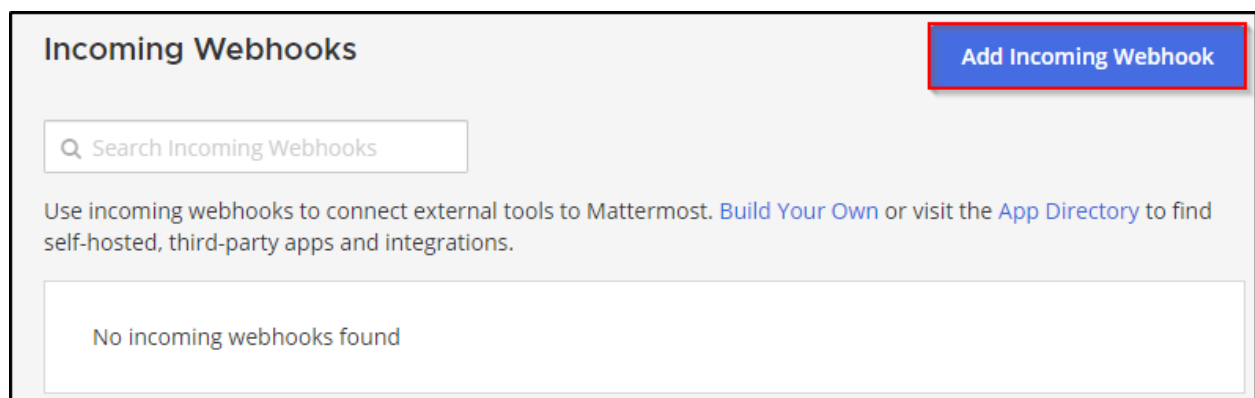 Incoming Webhooks
Add Incoming Webhook
Search Incoming Webhooks
Use incoming webhooks to connect external tools to Mattermost. Build Your Own or visit the App Directory to find
self-hosted, third-party apps and integrations.
No incoming webhooks found